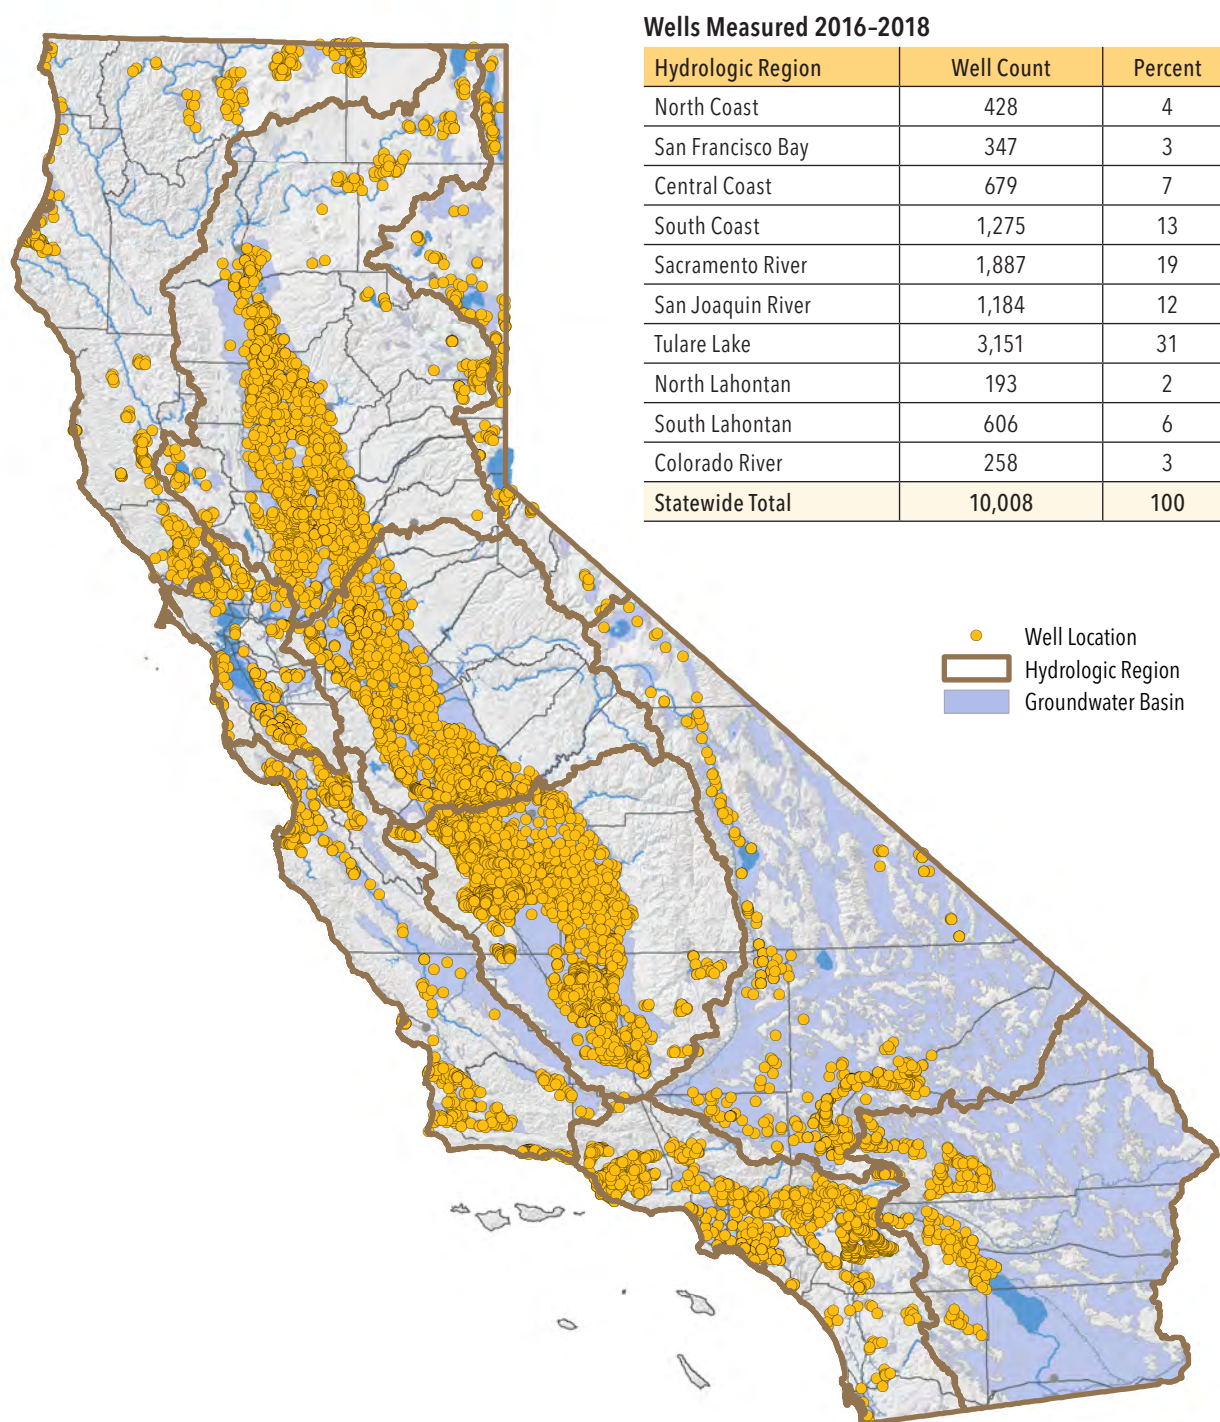 Wells Measured 2016–2018
Hydrologic Region Well Count Percent
North Coast 428 4
San Francisco Bay 347 3
Central Coast 679 7
South Coast 1,275 13
Sacramento River 1,887 19
San Joaquin River 1,184 12
Tulare Lake 3,151 31
North Lahontan 193 2
South Lahontan 606 6
Colorado River 258 3
Statewide Total 10,008 100
Well Location
Hydrologic Region
Groundwater Basin